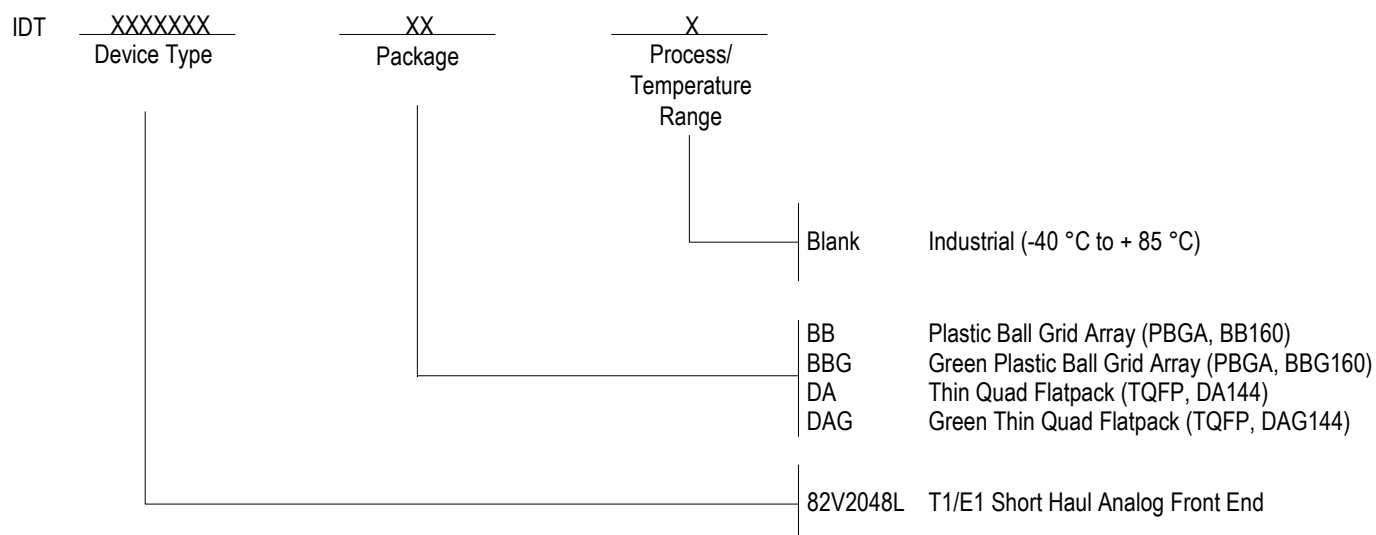 IDT XXXXXXX XX X
Device Type Package Process/
Temperature
Range
Blank Industrial (-40 °C to + 85 °C)
BB Plastic Ball Grid Array (PBGA, BB160)
BBG Green Plastic Ball Grid Array (PBGA, BBG160)
DA Thin Quad Flatpack (TQFP, DA144)
DAG Green Thin Quad Flatpack (TQFP, DAG144)
82V2048L T1/E1 Short Haul Analog Front End